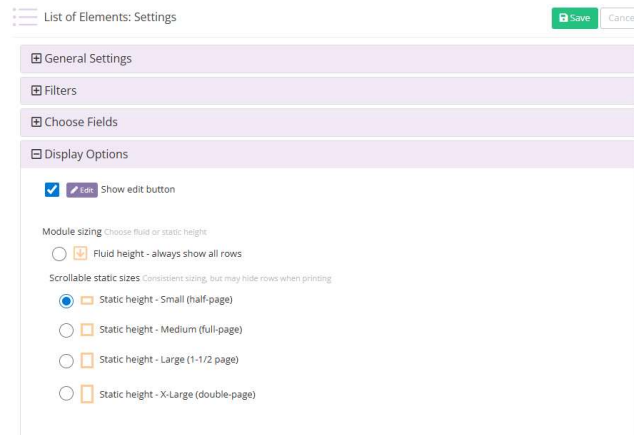 List of Elements: Settings
Save
Cance
General Settings
Filters
Choose Fields
Display Options
Edit Show edit button
Module sizing Choose fluid or static height
Fluid height - always show all rows
Scrollable static sizes Consistent sizing, but may hide rows when printing
Static height - Small (half-page)
Static height - Medium (full-page)
Static height - Large (1-1/2 page)
Static height - X-Large (double-page)